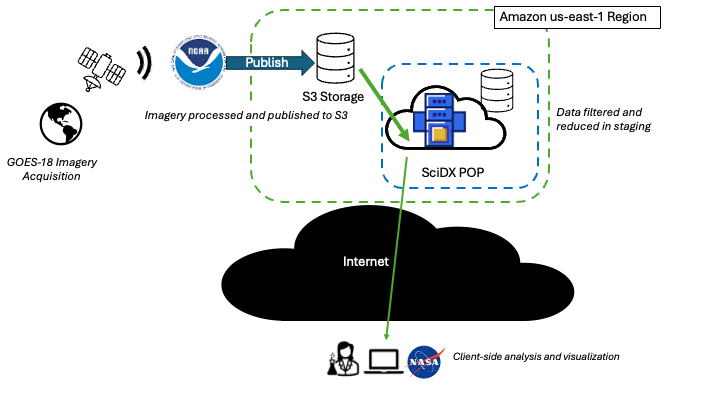 Amazon us-east-1 Region
NOAA
Publish
S3 Storage
Imagery processed and published to S3
Data filtered and
reduced in staging
GOES-18 Imagery
Acquisition
SciDX POP
Internet
NASA
Client-side analysis and visualization